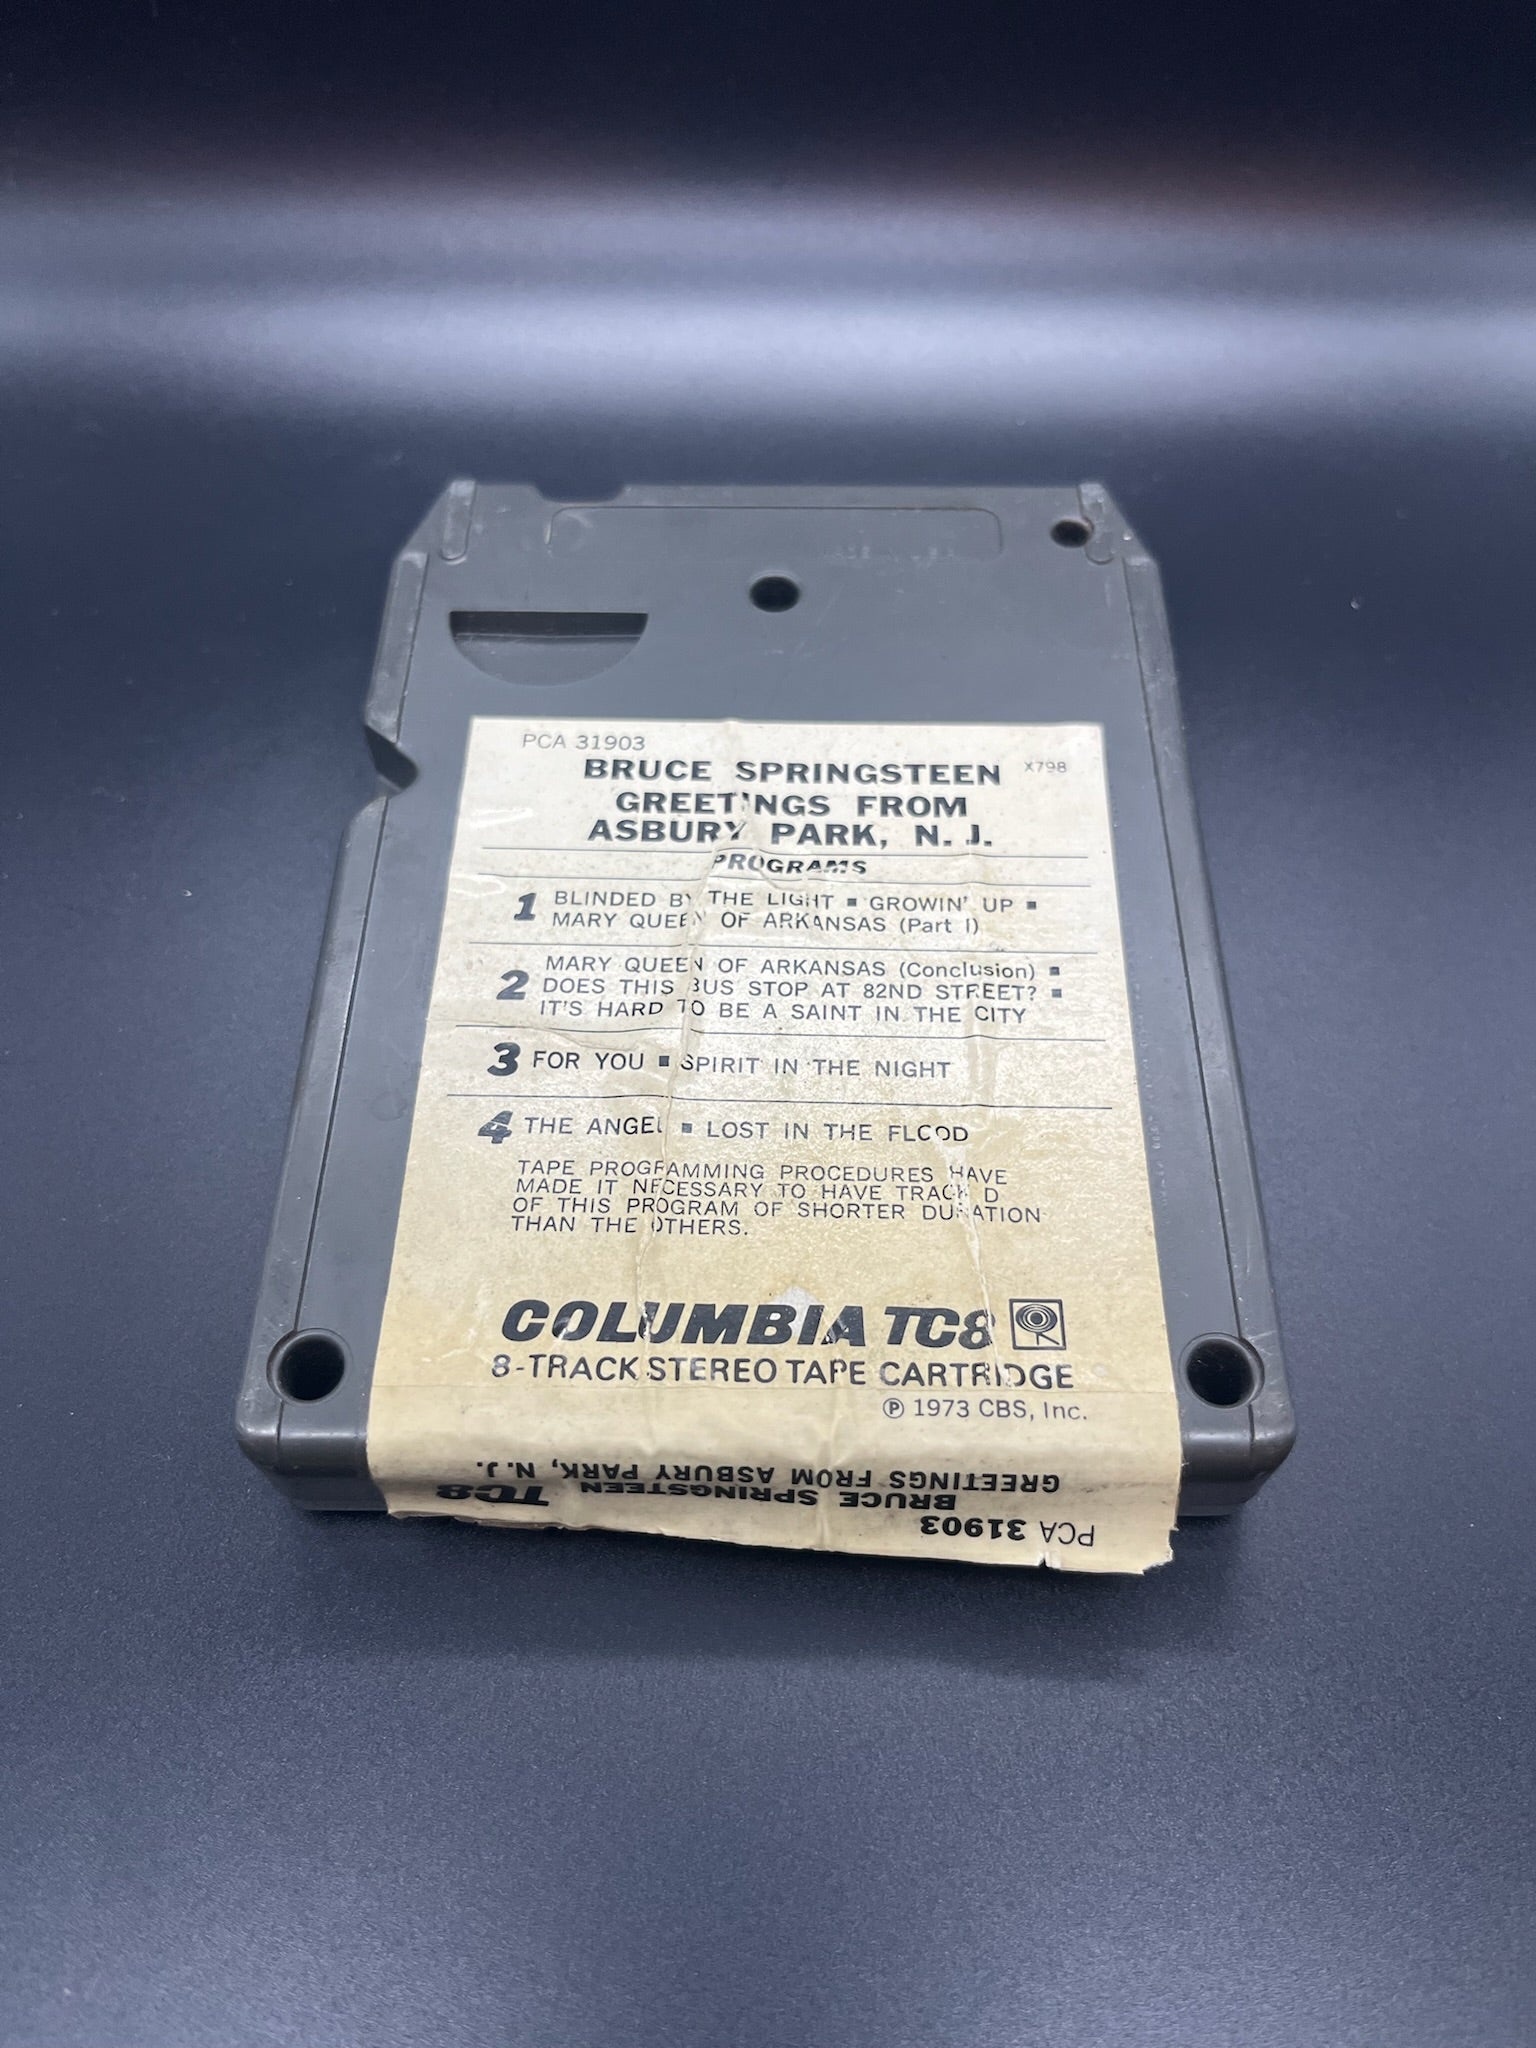 PCA 31903
BRUCE SPRINGSTEEN X798
GREETINGS FROM
ASBURY PARK, N. J.
PROGRAMS
1 BLINDED BY THE LIGHT ▪ GROWIN' UP ▪
MARY QUEEN OF ARKANSAS (Part I)
2 MARY QUEEN OF ARKANSAS (Conclusion) ▪
DOES THIS BUS STOP AT 82ND STREET? ▪
IT'S HARD TO BE A SAINT IN THE CITY
3 FOR YOU ▪ SPIRIT IN THE NIGHT
4 THE ANGEL ▪ LOST IN THE FLOOD
TAPE PROGRAMMING PROCEDURES HAVE
MADE IT NECESSARY TO HAVE TRACK D
OF THIS PROGRAM OF SHORTER DURATION
THAN THE OTHERS.
COLUMBIA TC8
8-TRACK STEREO TAPE CARTRIDGE
℗ 1973 CBS, Inc.
PCA 31903
BRUCE SPRINGSTEEN TC8
GREETINGS FROM ASBURY PARK, N.J.